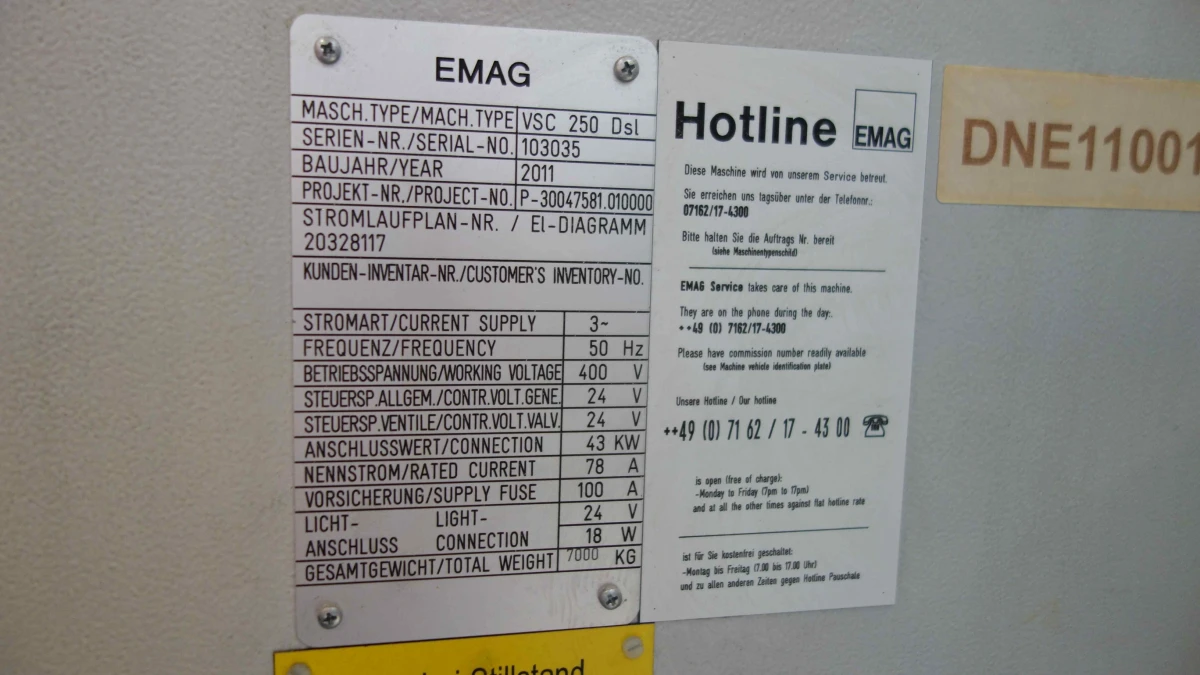 EMAG
MASCH.TYPE/MACH.TYPE VSC 250 Dsl
SERIEN-NR./SERIAL-NO. 103035
BAUJAHR/YEAR 2011
PROJEKT-NR./PROJECT-NO. P-30047581.010000
STROMLAUFPLAN-NR. / El-DIAGRAMM
20328117
KUNDEN-INVENTAR-NR./CUSTOMER'S INVENTORY-NO.
STROMART/CURRENT SUPPLY 3~
FREQUENZ/FREQUENCY 50 Hz
BETRIEBSSPANNUNG/WORKING VOLTAGE 400 V
STEUERSP.ALLGEM./CONTR.VOLT.GENE. 24 V
STEUERSP.VENTILE/CONTR.VOLT.VALV. 24 V
ANSCHLUSSWERT/CONNECTION 43 KW
NENNSTROM/RATED CURRENT 78 A
VORSICHERUNG/SUPPLY FUSE 100 A
LICHT- LIGHT- 24 V
ANSCHLUSS CONNECTION 18 W
GESAMTGEWICHT/TOTAL WEIGHT 7000 KG
Hotline EMAG
Diese Maschine wird von unserem Service betreut.
Sie erreichen uns tagsüber unter der Telefonnr.:
07162/17-4300
Bitte halten Sie die Auftrags Nr. bereit
(siehe Maschinentypenschild)
EMAG Service takes care of this machine.
They are on the phone during the day:.
++49 (0) 7162/17-4300
Please have commission number readily available
(see Machine vehicle identification plate)
Unsere Hotline / Our hotline
++49 (0) 71 62 / 17 - 43 00
is open (free of charge):
-Monday to Friday (7pm to 17pm)
and at all the other times against flat hotline rate
ist für Sie kostenfrei geschaltet:
-Montag bis Freitag (7.00 bis 17.00 Uhr)
und zu allen anderen Zeiten gegen Hotline Pauschale
DNE11001
Stillstand